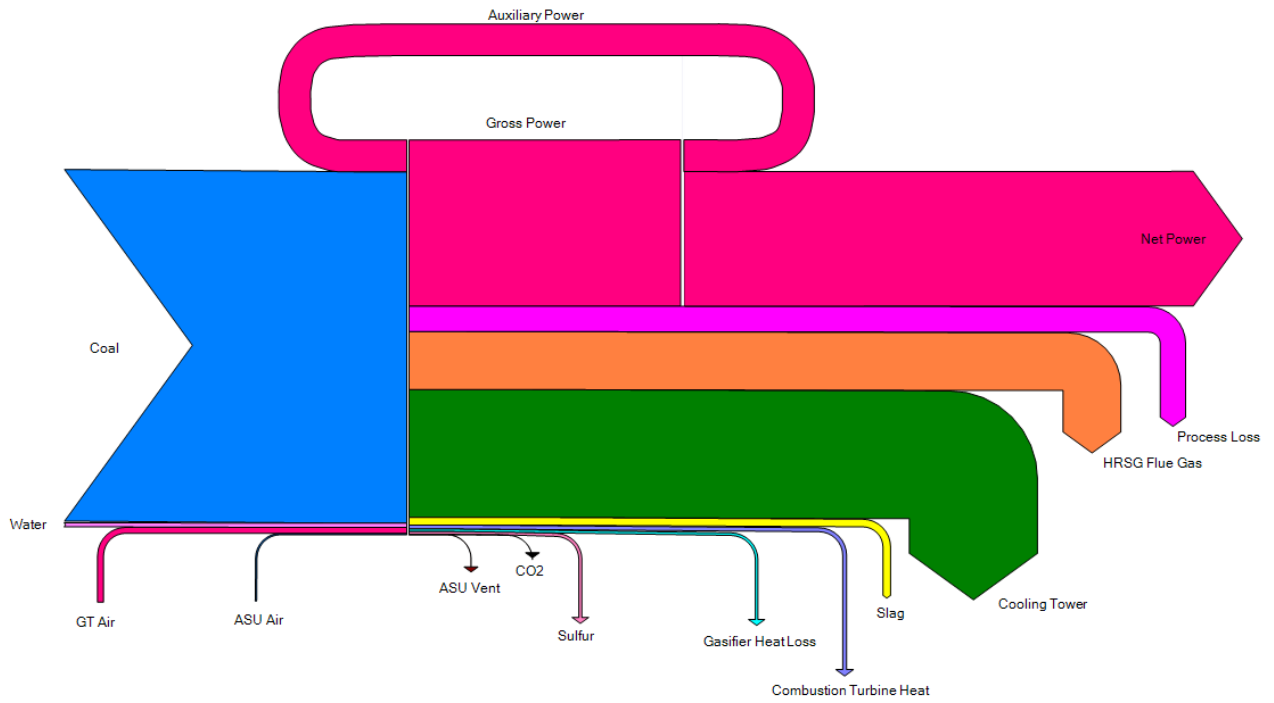 Auxiliary Power
Gross Power
Net Power
Coal
Process Loss
HRSG Flue Gas
Water
CO2
ASU Vent
Cooling Tower
Slag
ASU Air
GT Air
Sulfur
Gasifier Heat Loss
Combustion Turbine Heat